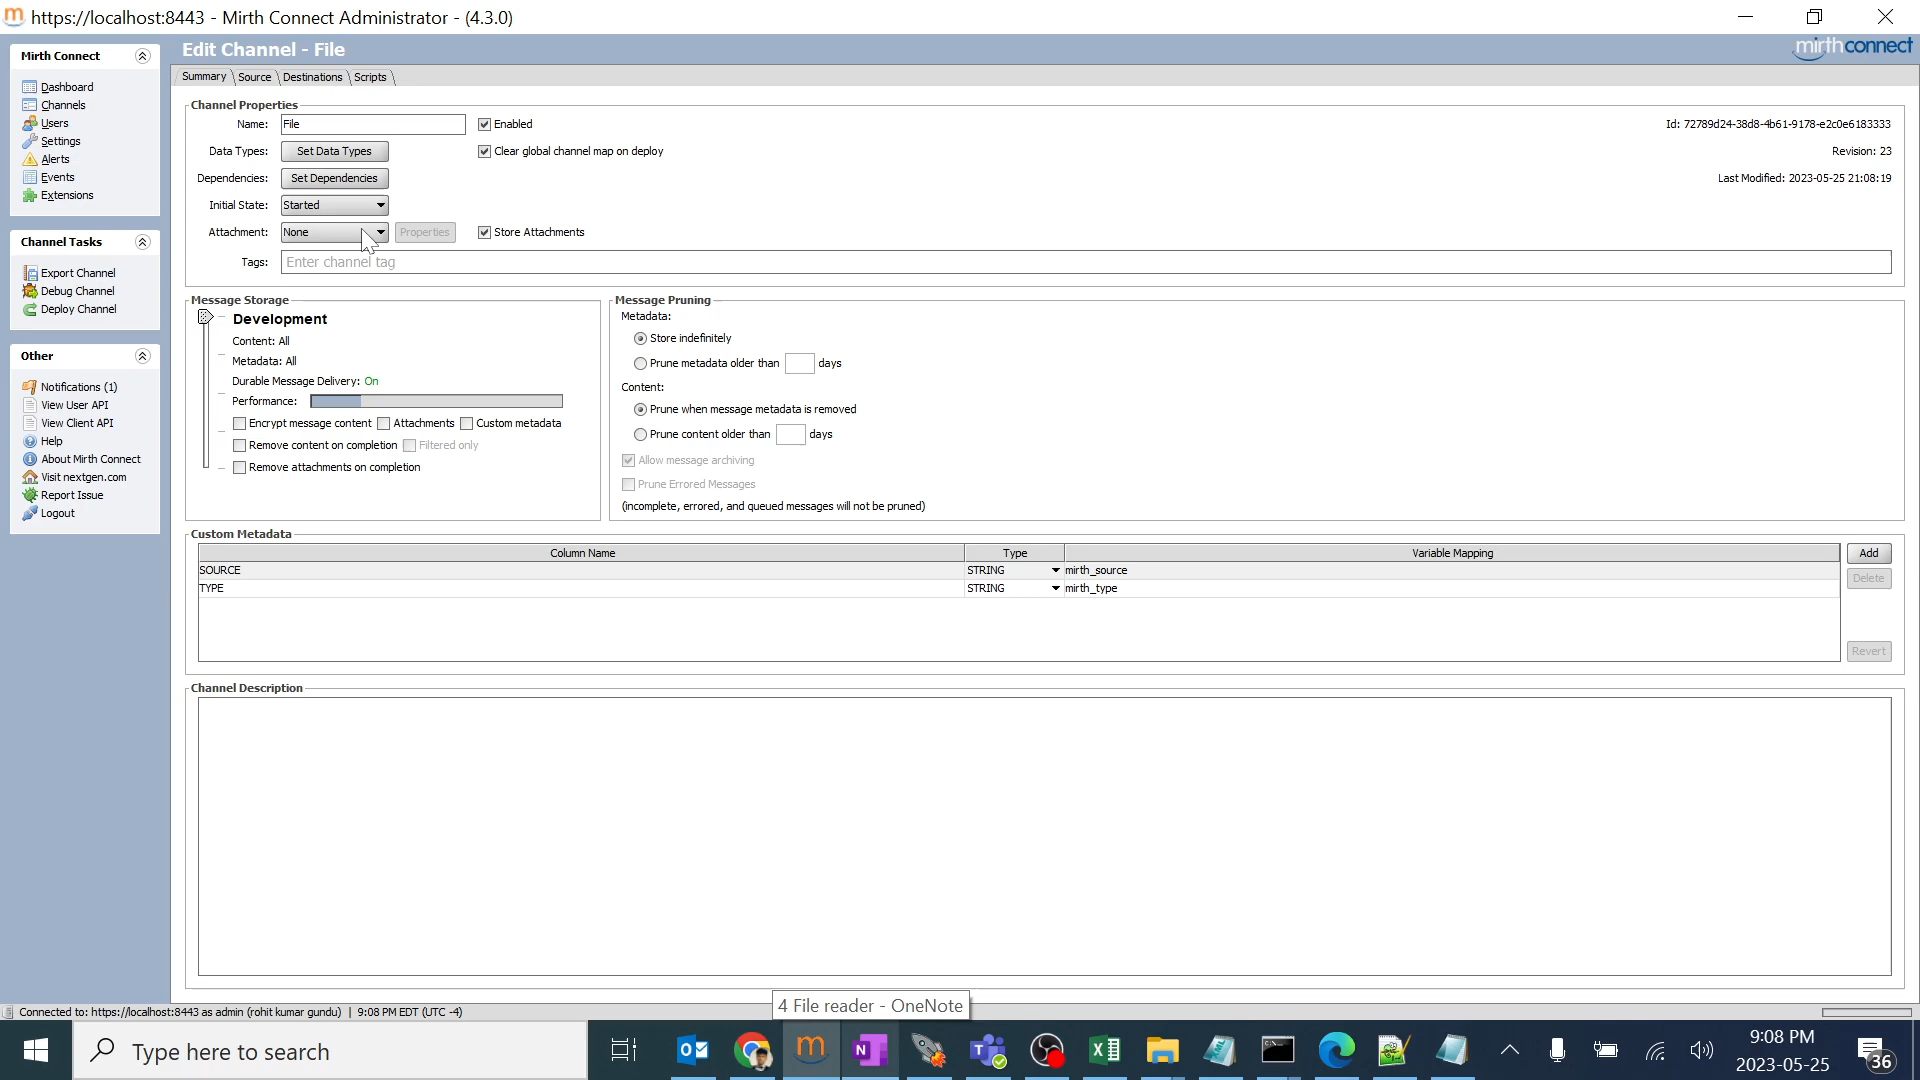 https://localhost:8443 - Mirth Connect Administrator - (4.3.0)
Mirth Connect
Dashboard
Channels
Users
Settings
Alerts
Events
Extensions
Channel Tasks
Export Channel
Debug Channel
Deploy Channel
Other
Notifications (1)
View User API
View Client API
Help
About Mirth Connect
Visit nextgen.com
Report Issue
Logout
Edit Channel - File
mirthconnect
Summary Source Destinations Scripts
Channel Properties
Name: File Enabled Id: 72789d24-38d8-4b61-9178-e2c0e6183333
Data Types: Set Data Types Clear global channel map on deploy Revision: 23
Dependencies: Set Dependencies Last Modified: 2023-05-25 21:08:19
Initial State: Started
Attachment: None Properties Store Attachments
Tags: Enter channel tag
Message Storage
Development
Content: All
Metadata: All
Durable Message Delivery: On
Performance:
Encrypt message content Attachments Custom metadata
Remove content on completion Filtered only
Remove attachments on completion
Message Pruning
Metadata:
Store indefinitely
Prune metadata older than days
Content:
Prune when message metadata is removed
Prune content older than days
Allow message archiving
Prune Errored Messages
(incomplete, errored, and queued messages will not be pruned)
Custom Metadata
Column Name Type Variable Mapping Add
SOURCE STRING mirth_source
Delete
TYPE STRING mirth_type
Revert
Channel Description
4 File reader - OneNote
Connected to: https://localhost:8443 as admin (rohit kumar gundu) | 9:08 PM EDT (UTC -4)
Type here to search
9:08 PM
2023-05-25
36